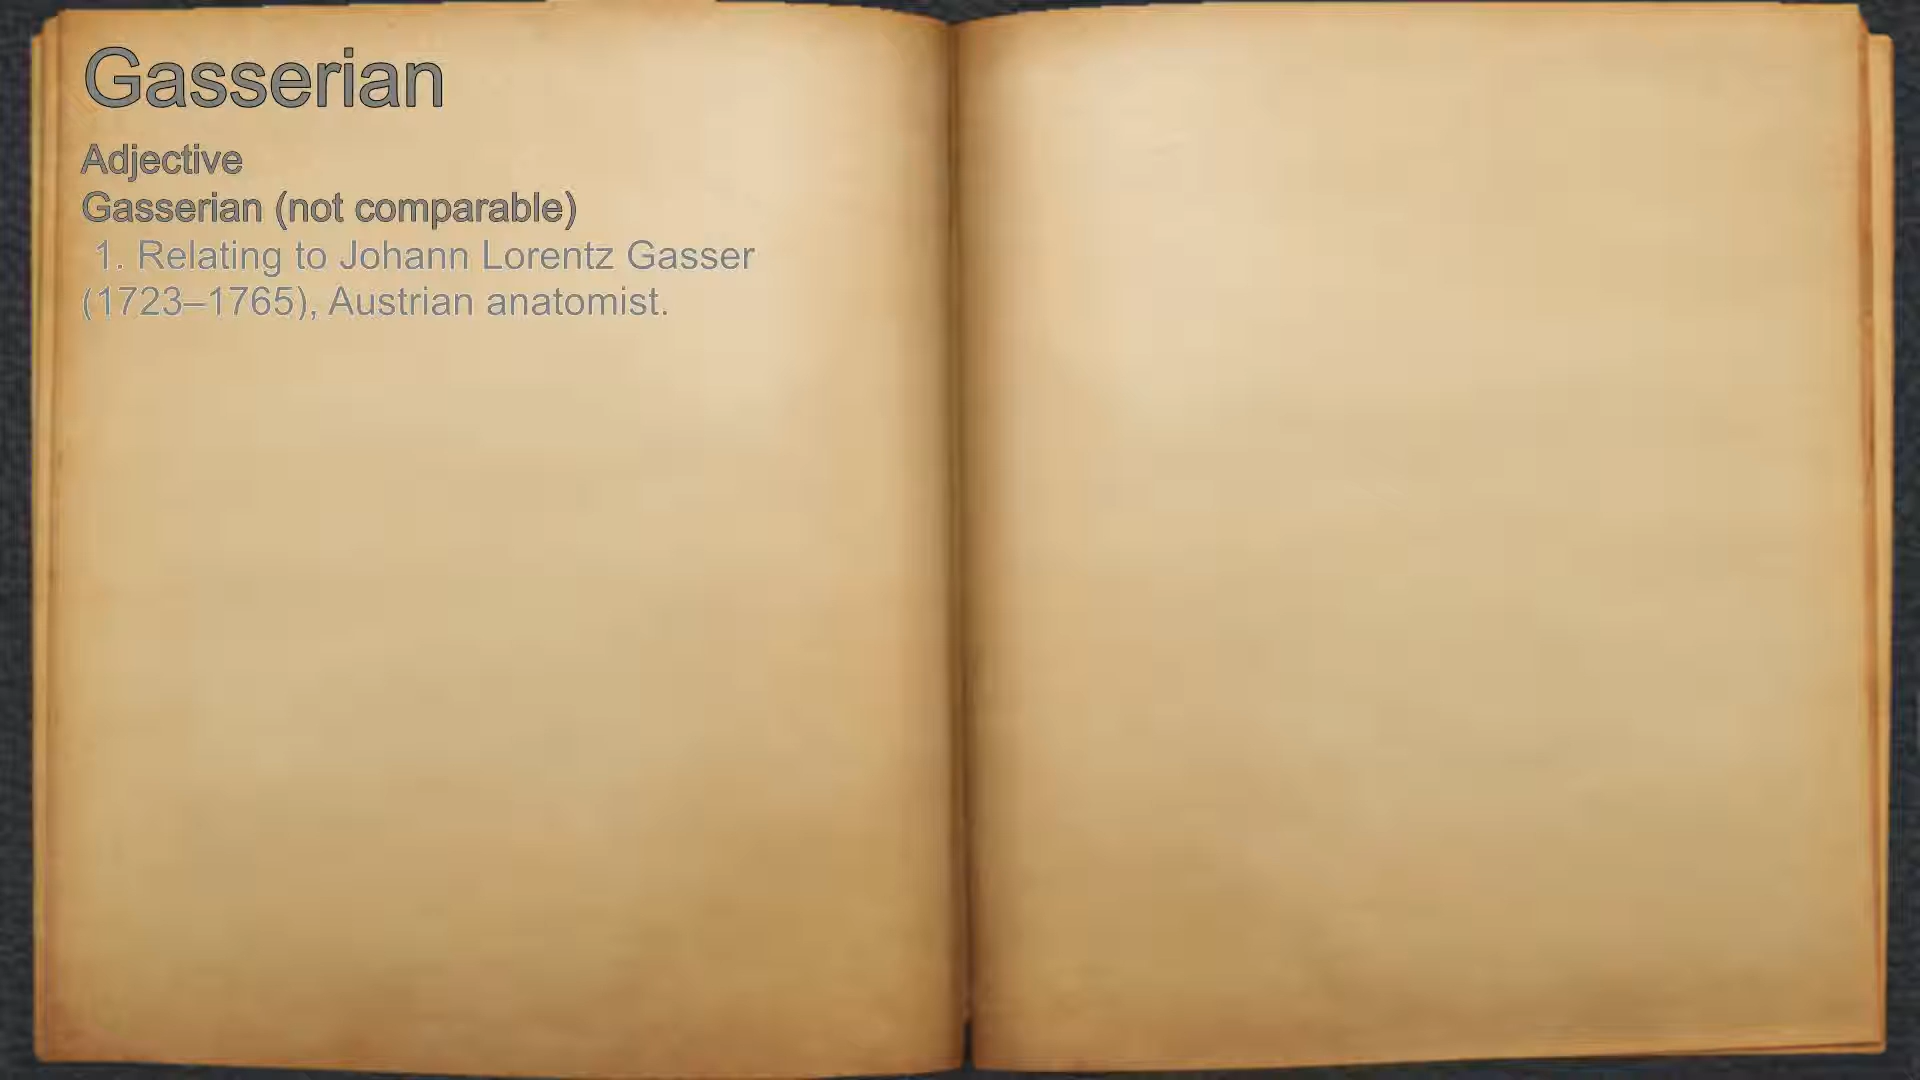 Gasserian
Adjective
Gasserian (not comparable)
1. Relating to Johann Lorentz Gasser
(1723–1765), Austrian anatomist.